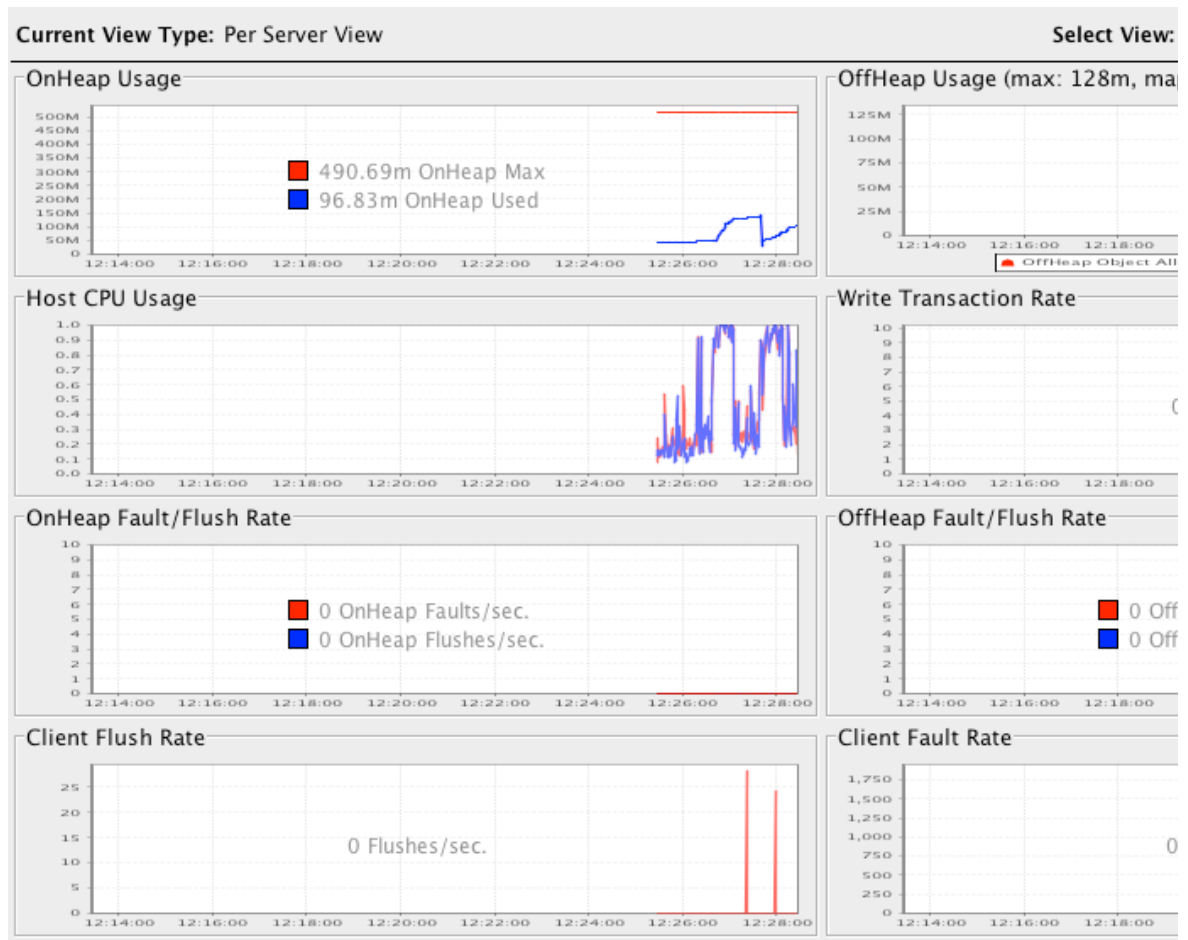 Current View Type: Per Server View
Select View:
OnHeap Usage
500M
450M
400M
350M
300M
250M
200M
150M
100M
50M
0
490.69m OnHeap Max
96.83m OnHeap Used
12:14:00 12:16:00 12:18:00 12:20:00 12:22:00 12:24:00 12:26:00 12:28:00
OffHeap Usage (max: 128m, ma
125M
100M
75M
50M
25M
0
12:14:00 12:16:00 12:18:00
OffHeap Object All
Host CPU Usage
1.0
0.9
0.8
0.7
0.6
0.5
0.4
0.3
0.2
0.1
0.0
12:14:00 12:16:00 12:18:00 12:20:00 12:22:00 12:24:00 12:26:00 12:28:00
Write Transaction Rate
10
9
8
7
6
5
4
3
2
1
0
12:14:00 12:16:00 12:18:00
OnHeap Fault/Flush Rate
10
9
8
7
6
5
4
3
2
1
0
0 OnHeap Faults/sec.
0 OnHeap Flushes/sec.
12:14:00 12:16:00 12:18:00 12:20:00 12:22:00 12:24:00 12:26:00 12:28:00
OffHeap Fault/Flush Rate
10
9
8
7
6
5
4
3
2
1
0
0 Off
0 Off
12:14:00 12:16:00 12:18:00
Client Flush Rate
25
20
15
10
5
0
0 Flushes/sec.
12:14:00 12:16:00 12:18:00 12:20:00 12:22:00 12:24:00 12:26:00 12:28:00
Client Fault Rate
1,750
1,500
1,250
1,000
750
500
250
0
0
12:14:00 12:16:00 12:18:00